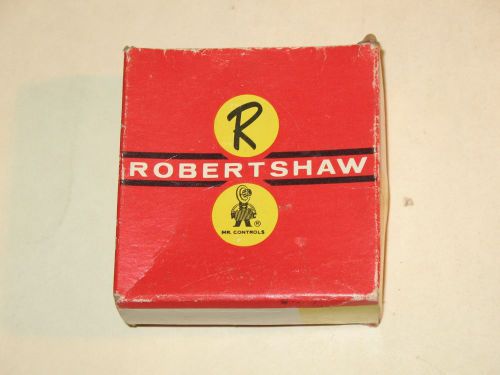 R
ROBERTSHAW
®
MR. CONTROLS